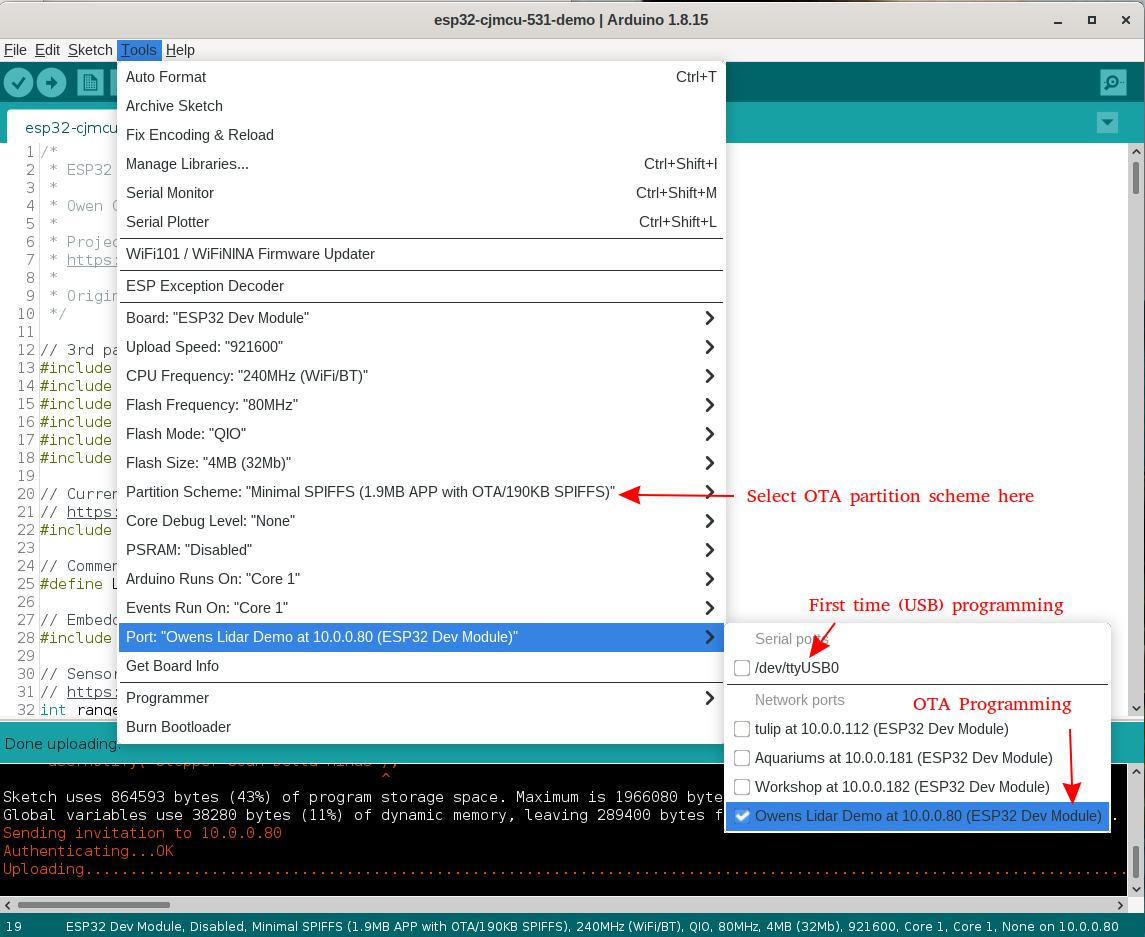 esp32-cjmcu-531-demo | Arduino 1.8.15
File Edit Sketch Tools Help
Auto Format Ctrl+T
Archive Sketch
Fix Encoding & Reload
Manage Libraries... Ctrl+Shift+I
Serial Monitor Ctrl+Shift+M
Serial Plotter Ctrl+Shift+L
WiFi101 / WiFiNINA Firmware Updater
ESP Exception Decoder
Board: "ESP32 Dev Module"
Upload Speed: "921600"
CPU Frequency: "240MHz (WiFi/BT)"
Flash Frequency: "80MHz"
Flash Mode: "QIO"
Flash Size: "4MB (32Mb)"
Partition Scheme: "Minimal SPIFFS (1.9MB APP with OTA/190KB SPIFFS)"
Core Debug Level: "None"
PSRAM: "Disabled"
Arduino Runs On: "Core 1"
Events Run On: "Core 1"
Port: "Owens Lidar Demo at 10.0.0.80 (ESP32 Dev Module)"
Get Board Info
Programmer
Burn Bootloader
Select OTA partition scheme here
First time (USB) programming
Serial ports
/dev/ttyUSB0
Network ports
OTA Programming
tulip at 10.0.0.112 (ESP32 Dev Module)
Aquariums at 10.0.0.181 (ESP32 Dev Module)
Workshop at 10.0.0.182 (ESP32 Dev Module)
Owens Lidar Demo at 10.0.0.80 (ESP32 Dev Module)
esp32-cjmcu
1 /*
2 * ESP32
3 *
4 * Owen
5 *
6 * Projec
7 * https:
8 *
9 * Origin
10 */
11
12 // 3rd pa
13 #include
14 #include
15 #include
16 #include
17 #include
18 #include
19
20 // Curren
21 // https:
22 #include
23
24 // Commen
25 #define L
26
27 // Embedd
28 #include
29
30 // Sensor
31 // https:
32 int range
Done uploading.
^
Sketch uses 864593 bytes (43%) of program storage space. Maximum is 1966080 byte
Global variables use 38280 bytes (11%) of dynamic memory, leaving 289400 bytes f
Sending invitation to 10.0.0.80
Authenticating...OK
Uploading....................................................................................................................
19 ESP32 Dev Module, Disabled, Minimal SPIFFS (1.9MB APP with OTA/190KB SPIFFS), 240MHz (WiFi/BT), QIO, 80MHz, 4MB (32Mb), 921600, Core 1, Core 1, None on 10.0.0.80